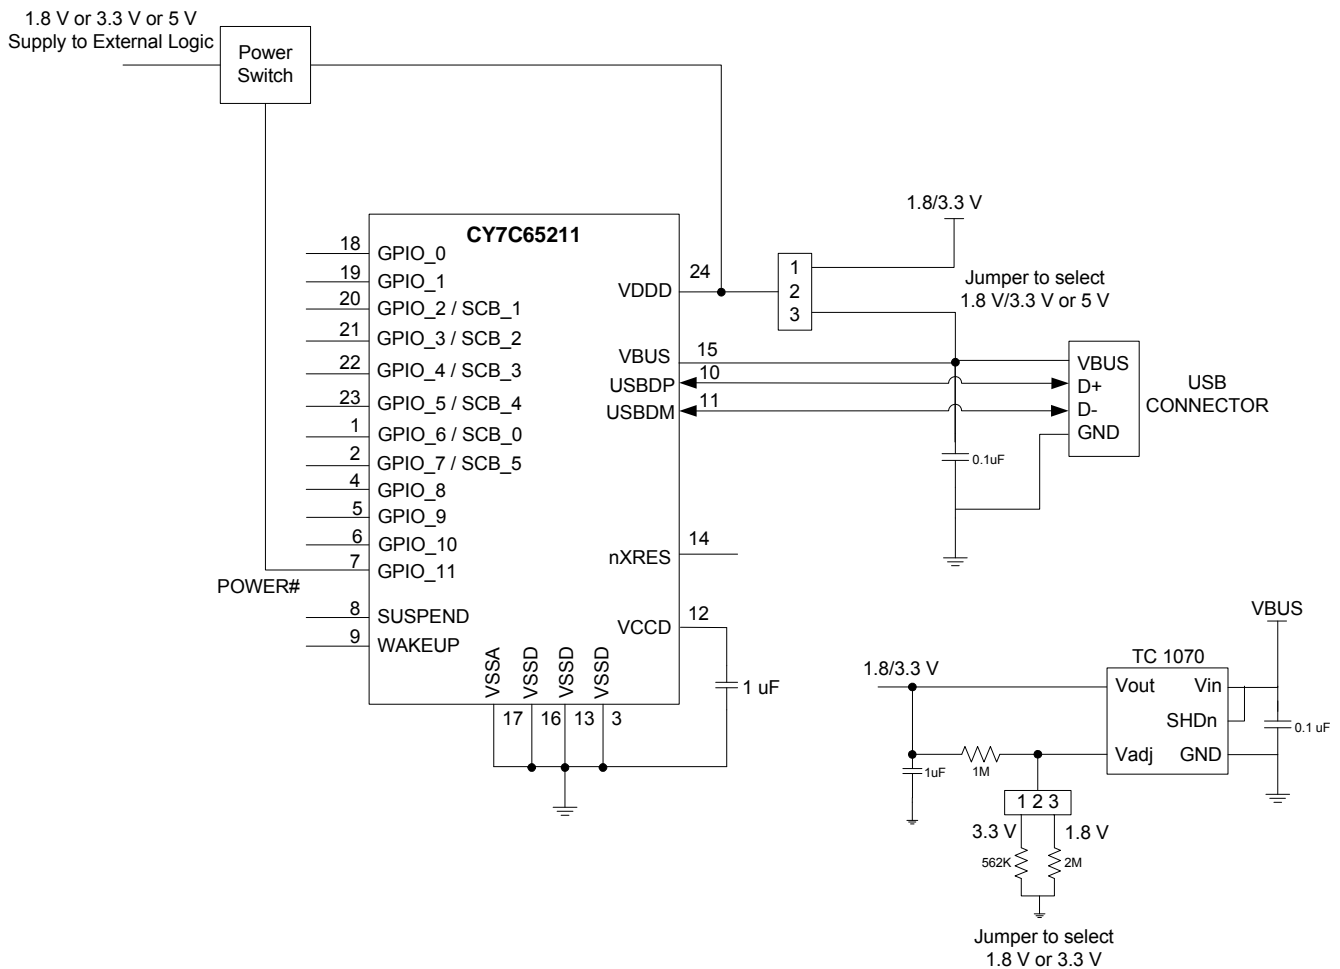 1.8 V or 3.3 V or 5 V
Supply to External Logic
Power
Switch
1.8/3.3 V
CY7C65211
18 GPIO_0
19 GPIO_1
20 GPIO_2 / SCB_1
21 GPIO_3 / SCB_2
22 GPIO_4 / SCB_3
23 GPIO_5 / SCB_4
1 GPIO_6 / SCB_0
2 GPIO_7 / SCB_5
4 GPIO_8
5 GPIO_9
6 GPIO_10
7 GPIO_11
POWER#
8 SUSPEND
9 WAKEUP
VDDD 24
VBUS 15
USBDP 10
USBDM 11
nXRES 14
VCCD 12
VSSA
VSSD
VSSD
VSSD
17
16
13
3
1 uF
1
2
3
Jumper to select
1.8 V/3.3 V or 5 V
VBUS
D+
D-
GND
USB
CONNECTOR
0.1uF
VBUS
TC 1070
1.8/3.3 V
Vout Vin
SHDn
Vadj GND
0.1 uF
1uF
1M
1 2 3
3.3 V 1.8 V
562K 2M
Jumper to select
1.8 V or 3.3 V